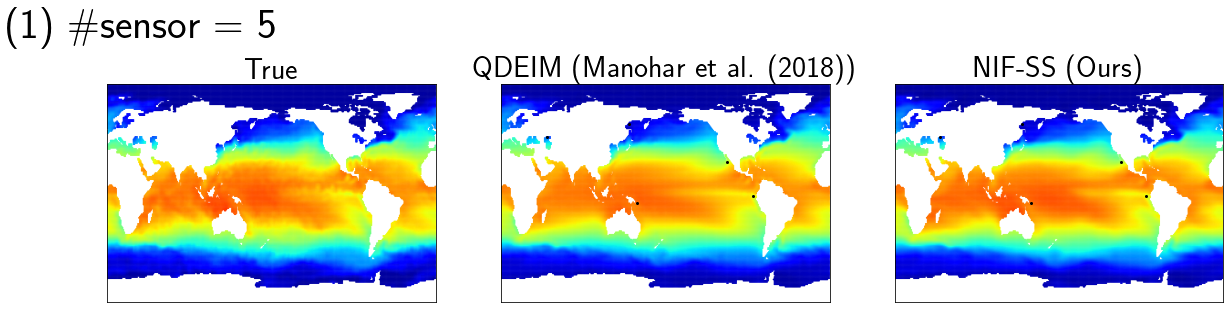 (1) #sensor = 5
True
QDEIM (Manohar et al. (2018))
NIF-SS (Ours)